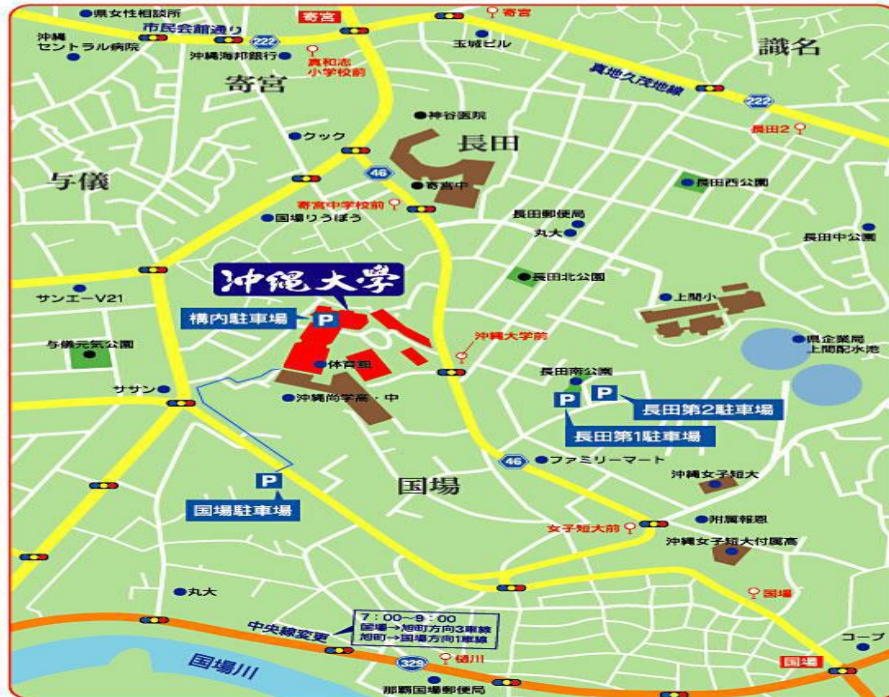 県女性相談所
市民会館通り
寄宮
寄宮
222
沖縄
セントラル病院
沖縄海邦銀行
真和志
小学校前
玉城ビル
識名
寄宮
真地久茂地線
222
神谷医院
クック
長田
長田2
与儀
46
寄宮中
長田西公園
寄宮中学校前
国場りうぼう
長田郵便局
丸大
長田中公園
沖縄大學
長田北公園
サンエーV21
上間小
構内駐車場
P
沖縄大学前
県企業局
上間配水池
与儀元気公園
体育館
長田南公園
ササン
沖縄尚学高・中
P
P
長田第2駐車場
長田第1駐車場
46
ファミリーマート
国場
沖縄女子短大
P
国場駐車場
女子短大前
附属報恩
沖縄女子短大付属高
丸大
国場
7:00~9:00
国場→旭町方向3車線
旭町→国場方向1車線
中央線変更
コープ
国場川
329
樋川
国場
那覇国場郵便局